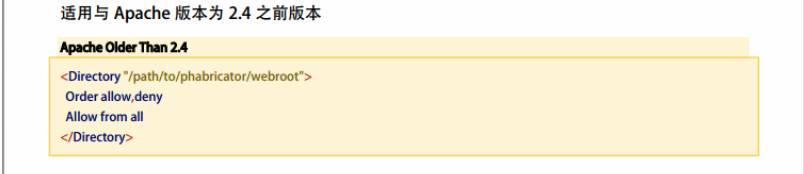 适用与 Apache 版本为 2.4 之前版本
Apache Older Than 2.4
<Directory "/path/to/phabricator/webroot">
Order allow,deny
Allow from all
</Directory>